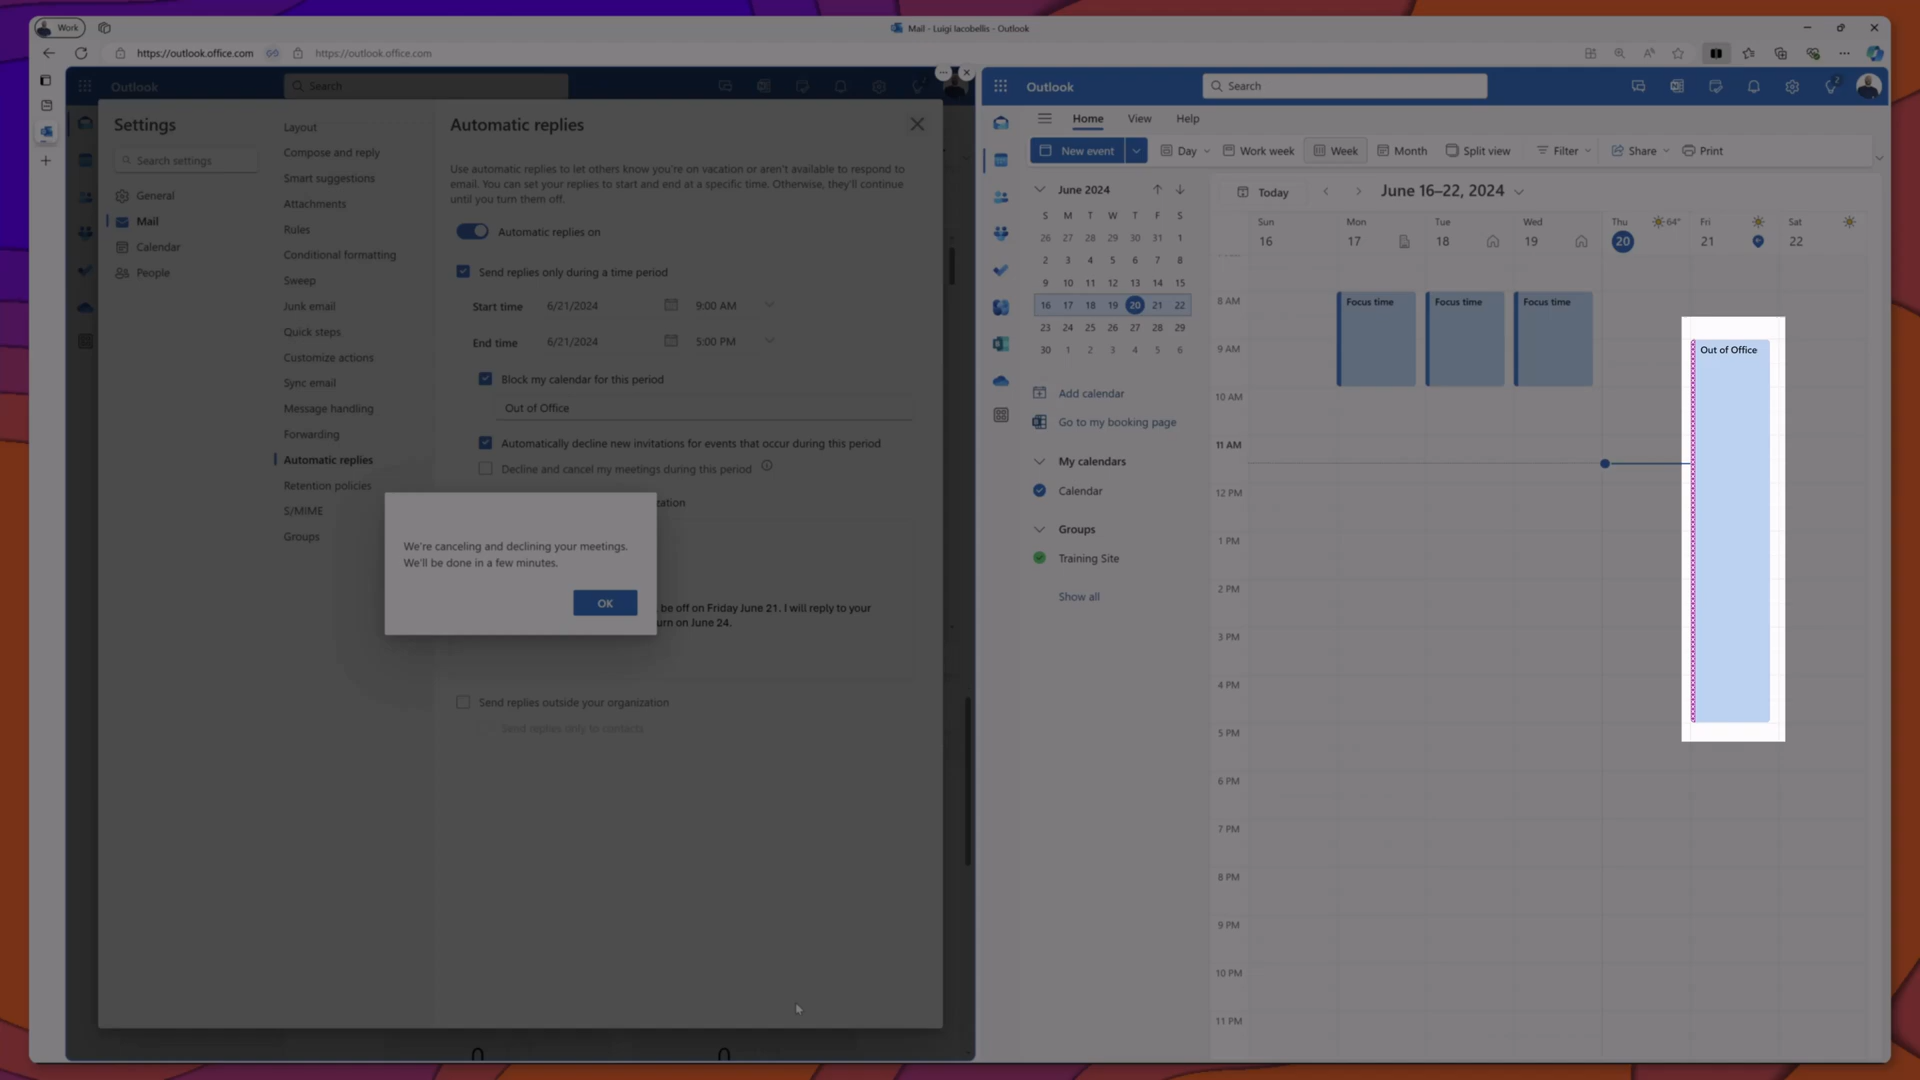 Work
Mail - Luigi Iacobellis - Outlook
https://outlook.office.com
https://outlook.office.com
Outlook
Search
Settings
Search settings
General
Mail
Calendar
People
Layout
Compose and reply
Smart suggestions
Attachments
Rules
Conditional formatting
Sweep
Junk email
Quick steps
Customize actions
Sync email
Message handling
Forwarding
Automatic replies
Retention policies
S/MIME
Groups
Automatic replies
Use automatic replies to let others know you're on vacation or aren't available to respond to
email. You can set your replies to start and end at a specific time. Otherwise, they'll continue
until you turn them off.
Automatic replies on
Send replies only during a time period
Start time 6/21/2024 9:00 AM
End time 6/21/2024 5:00 PM
Block my calendar for this period
Out of Office
Automatically decline new invitations for events that occur during this period
Decline and cancel my meetings during this period
We're canceling and declining your meetings.
We'll be done in a few minutes.
OK
be off on Friday June 21. I will reply to your
on June 24.
Send replies outside your organization
Send replies only to contacts
Outlook
Search
2
Home View Help
New event Day Work week Week Month Split view Filter Share Print
June 2024
S M T W T F S
26 27 28 29 30 31 1
2 3 4 5 6 7 8
9 10 11 12 13 14 15
16 17 18 19 20 21 22
23 24 25 26 27 28 29
30 1 2 3 4 5 6
Add calendar
Go to my booking page
My calendars
Calendar
Groups
Training Site
Show all
Today June 16–22, 2024
Sun Mon Tue Wed Thu 64° Fri Sat
16 17 18 19 20 21 22
8 AM Focus time Focus time Focus time
9 AM Out of Office
10 AM
11 AM
12 PM
1 PM
2 PM
3 PM
4 PM
5 PM
6 PM
7 PM
8 PM
9 PM
10 PM
11 PM